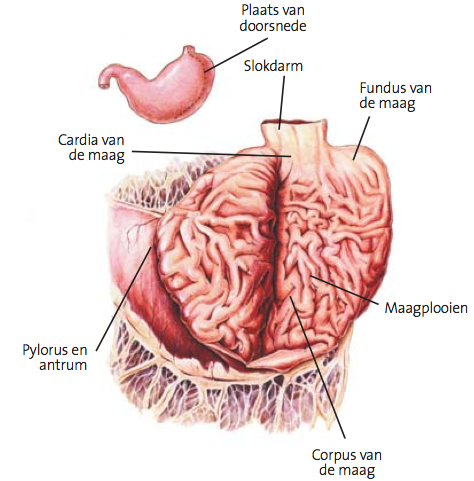 Plaats van
doorsnede
Slokdarm
Fundus van
de maag
Cardia van
de maag
Maagplooien
Pylorus en
antrum
Corpus van
de maag